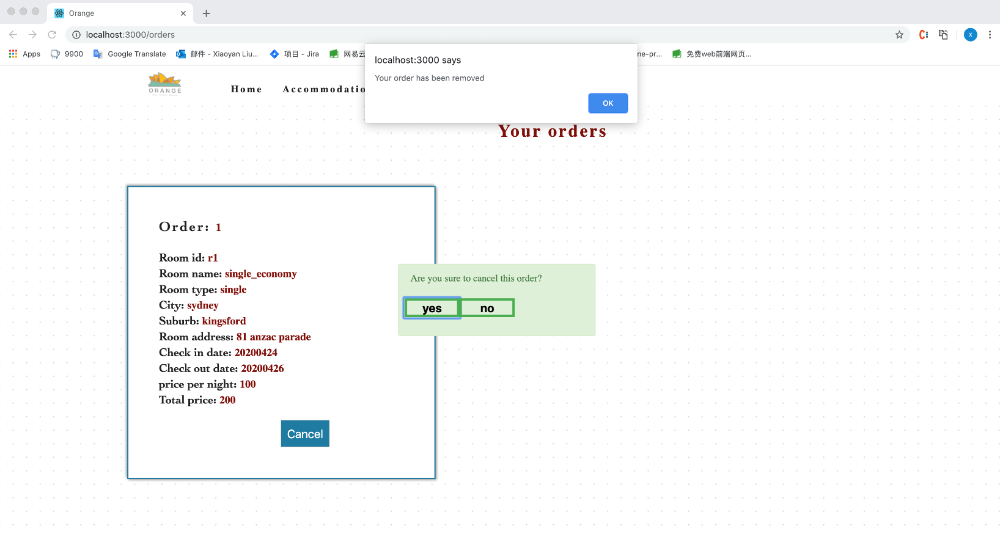 Orange
localhost:3000/orders
Apps
9900
Google Translate
邮件 - Xiaoyan Liu...
项目 - Jira
网易云
ne-pr...
免费web前端网页...
X
localhost:3000 says
Your order has been removed
OK
ORANGE
Home
Accommodatio
Your orders
Order: 1
Room id: r1
Room name: single_economy
Room type: single
City: sydney
Suburb: kingsford
Room address: 81 anzac parade
Check in date: 20200424
Check out date: 20200426
price per night: 100
Total price: 200
Cancel
Are you sure to cancel this order?
yes
no